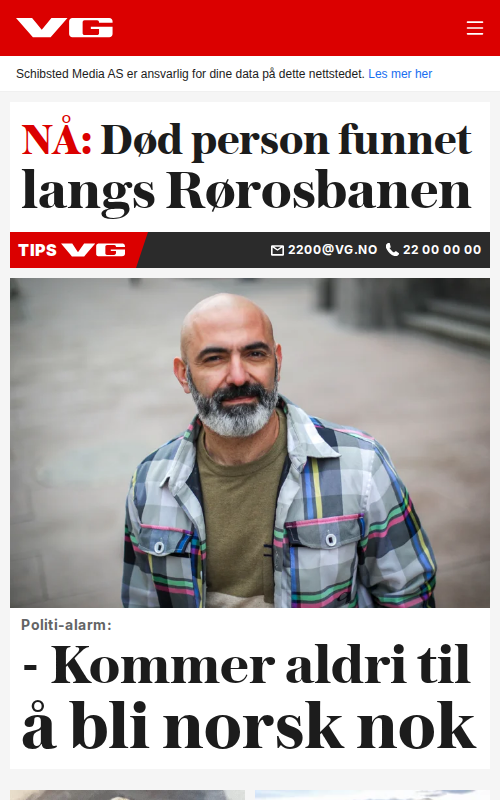 VG
Schibsted Media AS er ansvarlig for dine data på dette nettstedet. Les mer her
NÅ: Død person funnet
langs Rørosbanen
TIPS VG 2200@VG.NO 22 00 00 00
Politi-alarm:
- Kommer aldri til
å bli norsk nok